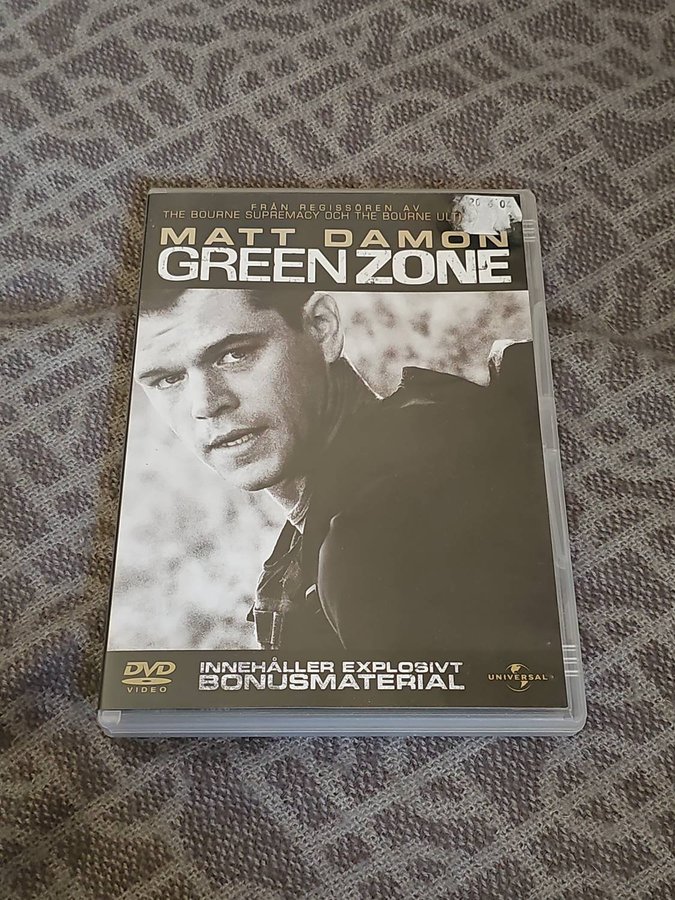 FRÅN REGISSÖREN AV
THE BOURNE SUPREMACY OCH THE BOURNE
MATT DAMON
GREEN ZONE
DVD
VIDEO
INNEHÅLLER EXPLOSIVT
BONUSMATERIAL
UNIVERSAL